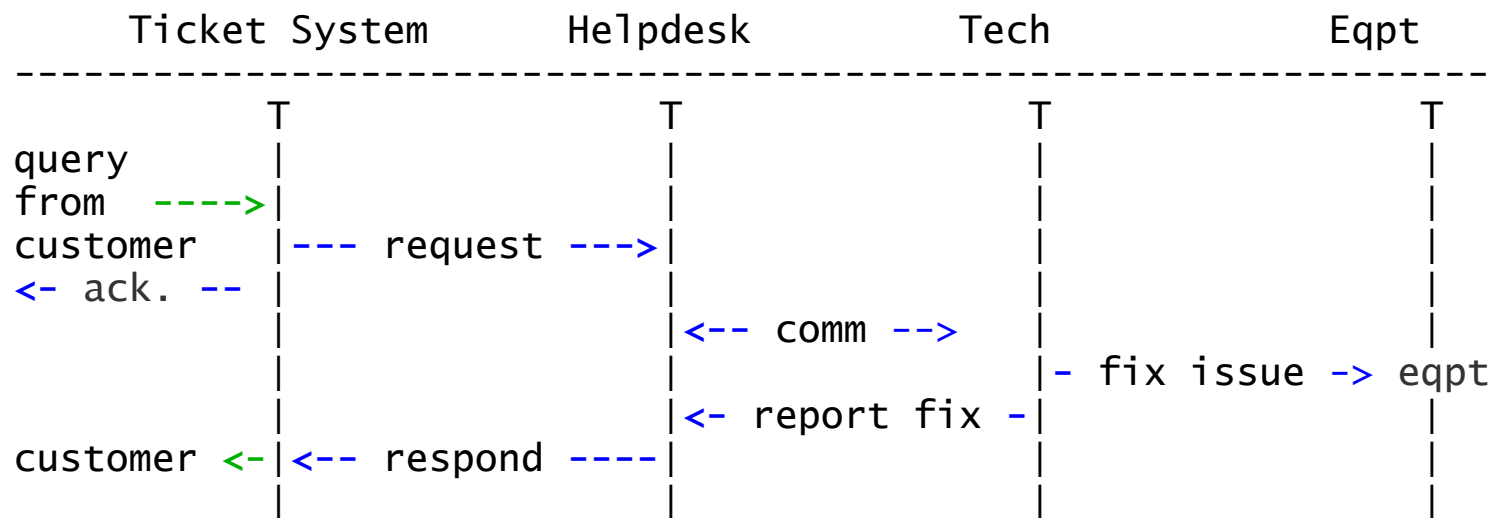 Ticket System Helpdesk Tech Eqpt
--------------------------------------------------------------
T T T T
query | | | |
from ---->| | | |
customer |--- request --->| | |
<- ack. -- | | | |
| |<-- comm --> | |
| | |- fix issue -> eqpt
| |<- report fix -| |
customer <-|<-- respond ----| | |
| | | |